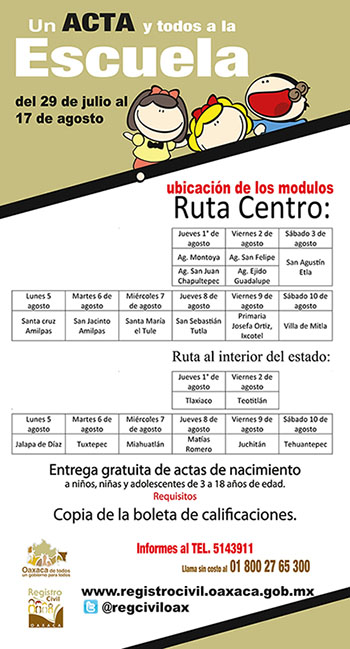 Un ACTA y todos a la
Escuela
del 29 de julio al
17 de agosto
ubicación de los modulos
Ruta Centro:
Jueves 1° de agosto Viernes 2 de agosto Sábado 3 de agosto
Ag. Montoya Ag. San Felipe San Agustín Etla
Ag. San Juan Chapultepec Ag. Ejido Guadalupe
Lunes 5 agosto Martes 6 de agosto Miércoles 7 de agosto Jueves 8 de agosto Viernes 9 de agosto Sábado 10 de agosto
Santa cruz Amilpas San Jacinto Amilpas Santa María el Tule San Sebastián Tutla Primaria Josefa Ortiz, Ixcotel Villa de Mitla
Ruta al interior del estado:
Jueves 1° de agosto Viernes 2 de agosto
Tlaxiaco Teotitlán
Lunes 5 agosto Martes 6 de agosto Miércoles 7 de agosto Jueves 8 de agosto Viernes 9 de agosto Sábado 10 de agosto
Jalapa de Díaz Tuxtepec Miahuatlán Matías Romero Juchitán Tehuantepec
Entrega gratuita de actas de nacimiento
a niños, niñas y adolescentes de 3 a 18 años de edad.
Requisitos
Copia de la boleta de calificaciones.
Informes al TEL. 5143911
Llama sin costo al 01 800 27 65 300
Oaxaca de todos
un gobierno para todos
www.registrocivil.oaxaca.gob.mx
Registro
Civil
OAXACA
@regciviloax